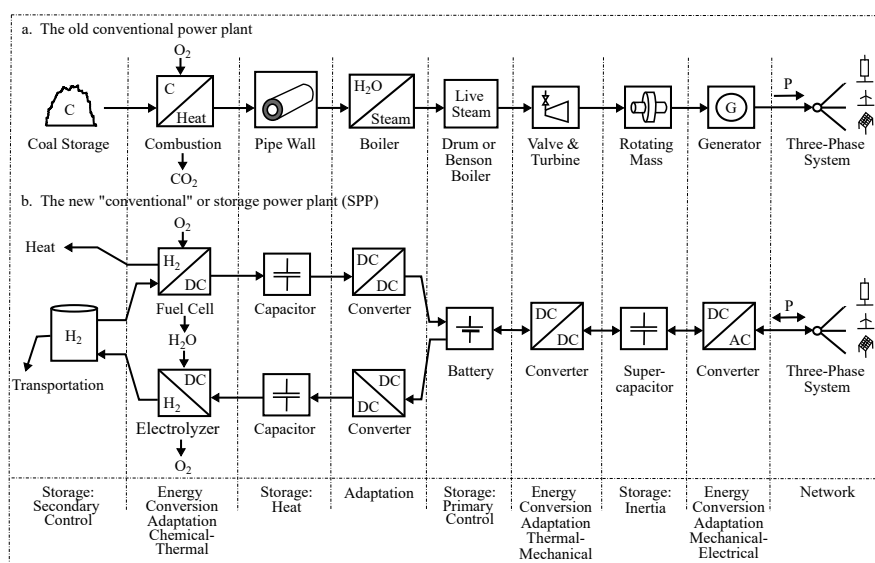 a. The old conventional power plant
O2
C
C
Heat
H2O
Steam
Live
Steam
G
P
Coal Storage
Combustion
Pipe Wall
Boiler
Drum or
Benson
Boiler
Valve &
Turbine
Rotating
Mass
Generator
Three-Phase
System
CO2
b. The new "conventional" or storage power plant (SPP)
O2
Heat
H2
DC
Fuel Cell
Capacitor
DC
DC
Converter
H2
H2O
Transportation
Battery
DC
DC
Converter
Super-
capacitor
DC
AC
Converter
P
Three-Phase
System
DC
H2
Electrolyzer
Capacitor
DC
DC
Converter
O2
Storage:
Secondary
Control
Energy
Conversion
Adaptation
Chemical-
Thermal
Storage:
Heat
Adaptation
Storage:
Primary
Control
Energy
Conversion
Adaptation
Thermal-
Mechanical
Storage:
Inertia
Energy
Conversion
Adaptation
Mechanical-
Electrical
Network